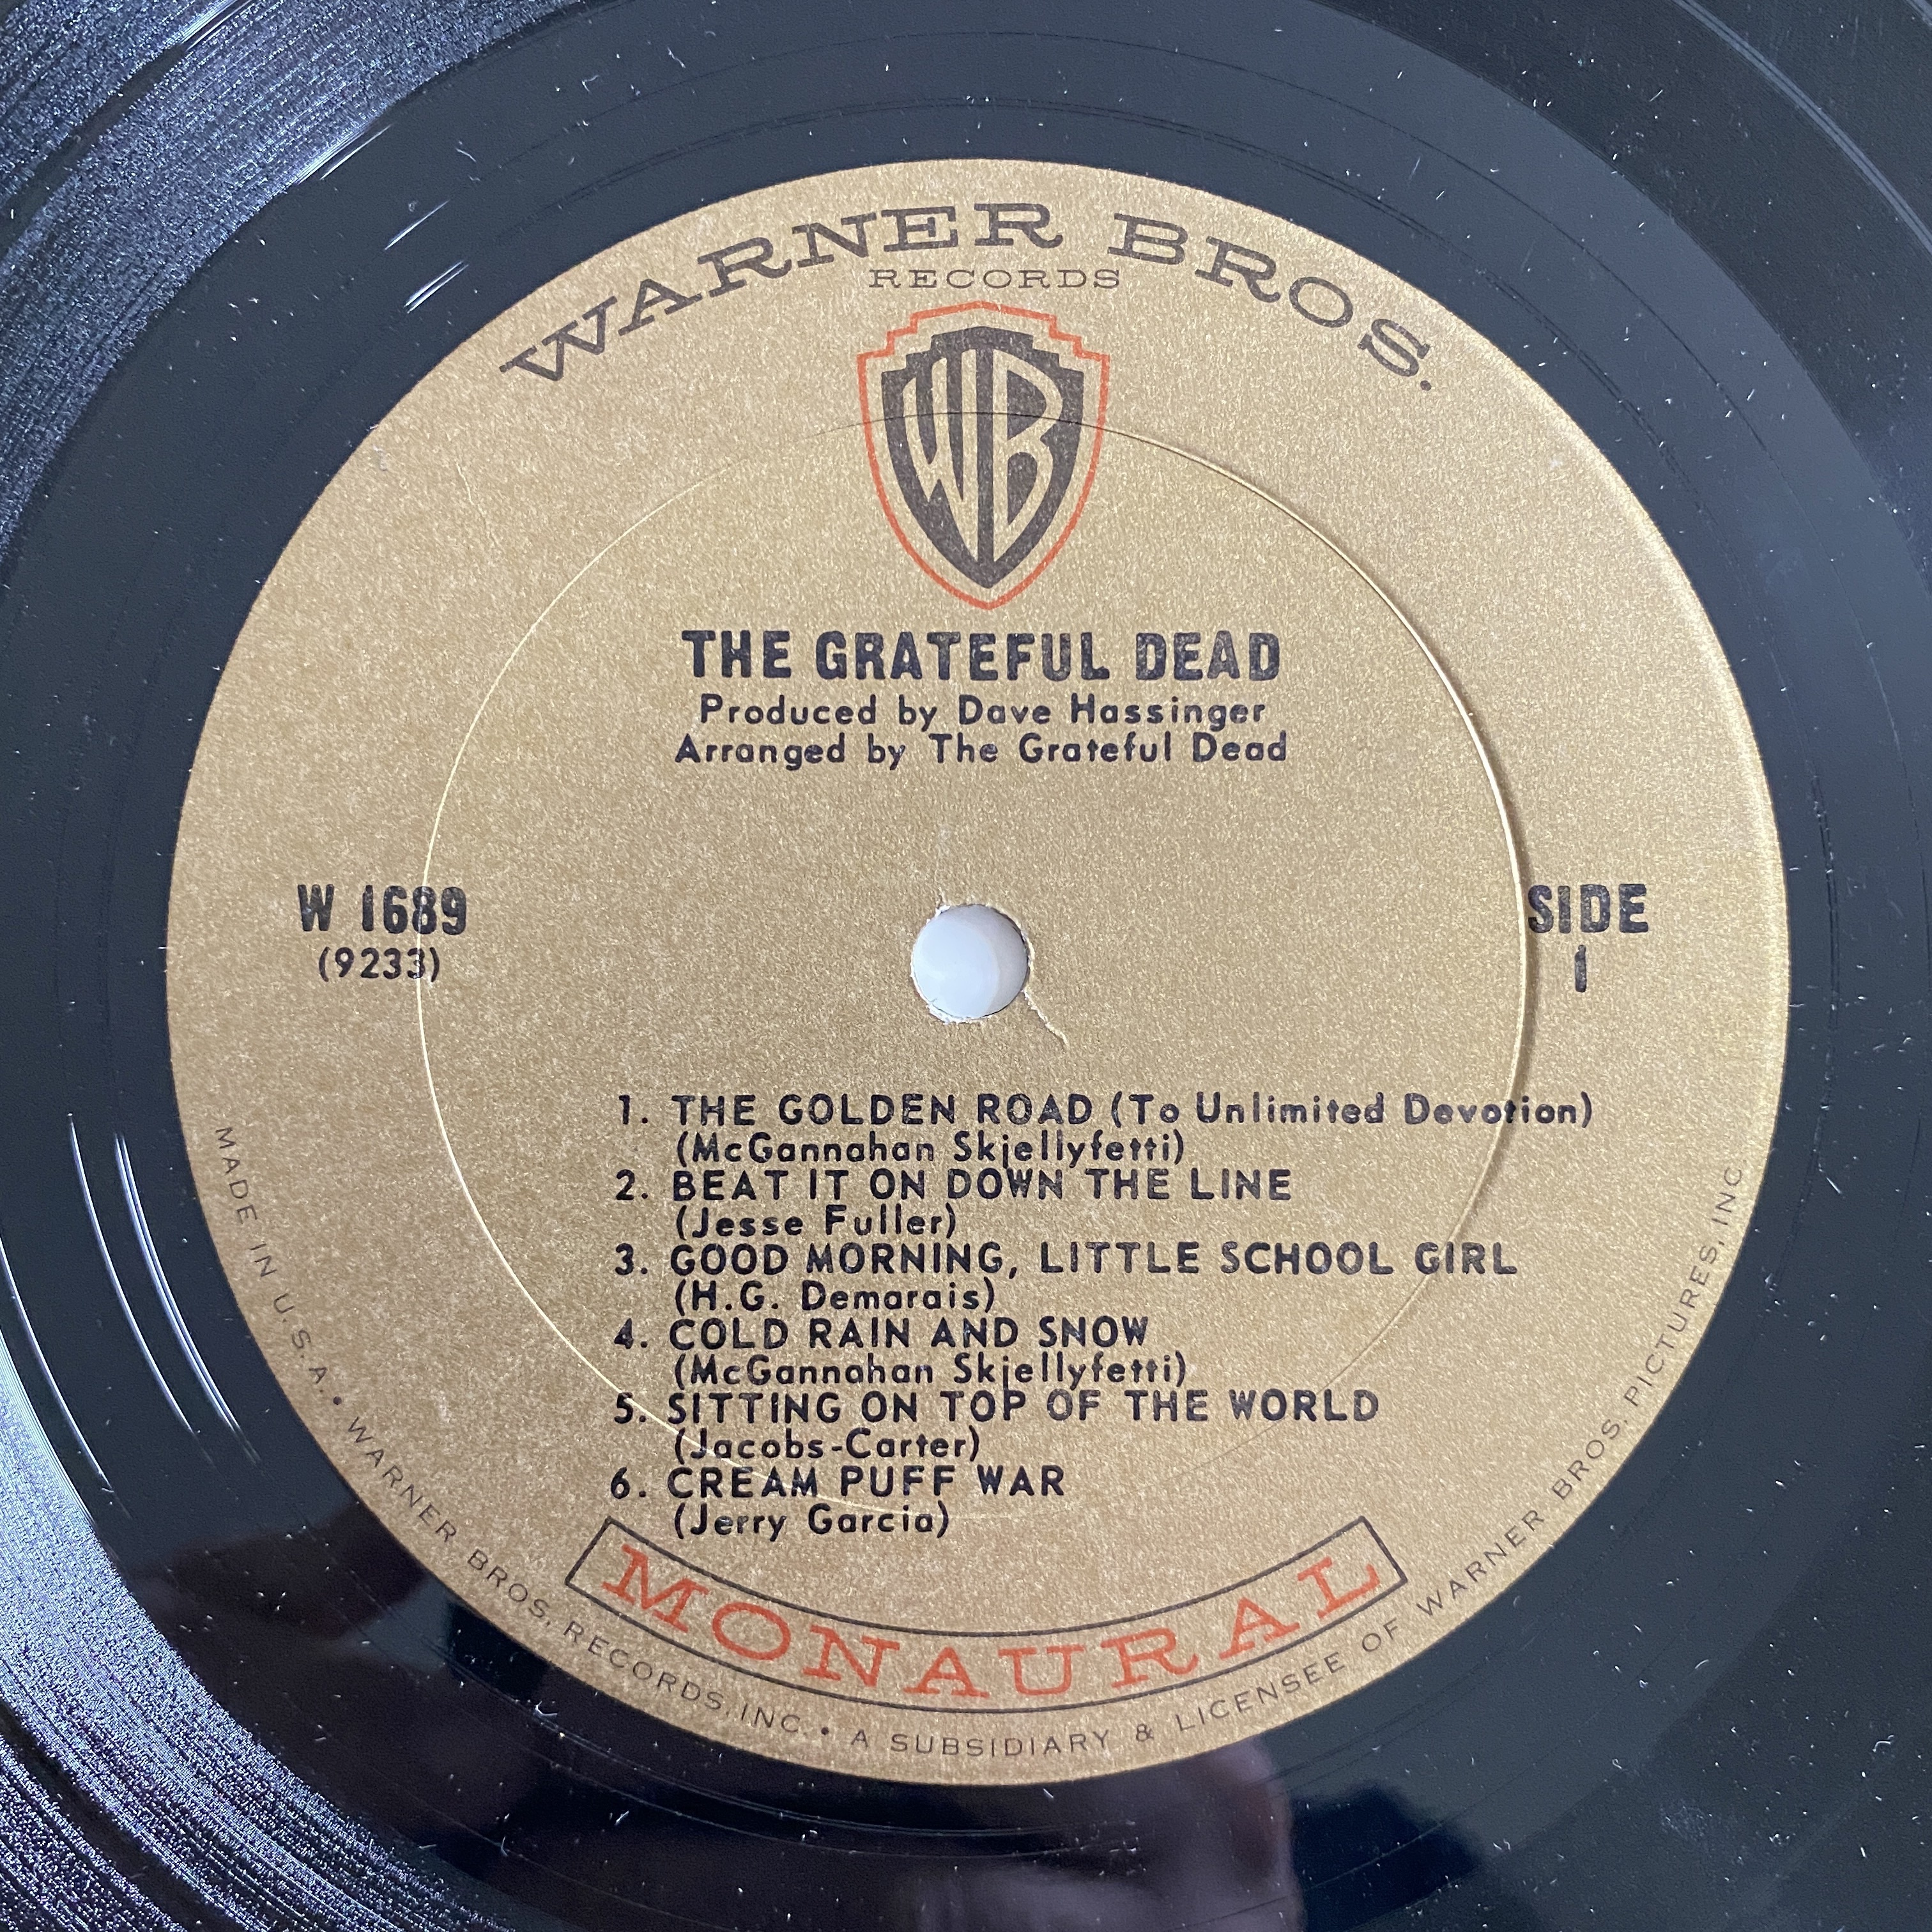 WARNER BROS.
RECORDS
WB
THE GRATEFUL DEAD
Produced by Dave Hassinger
Arranged by The Grateful Dead
W 1689
(9233)
SIDE
1
1. THE GOLDEN ROAD (To Unlimited Devotion)
(McGannahan Skjellyfetti)
2. BEAT IT ON DOWN THE LINE
(Jesse Fuller)
3. GOOD MORNING, LITTLE SCHOOL GIRL
(H.G. Demarais)
4. COLD RAIN AND SNOW
(McGannahan Skjellyfetti)
5. SITTING ON TOP OF THE WORLD
(Jacobs-Carter)
6. CREAM PUFF WAR
(Jerry Garcia)
MONAURAL
MADE IN U.S.A. • WARNER BROS. RECORDS, INC. • A SUBSIDIARY & LICENSEE OF WARNER BROS. PICTURES, INC.